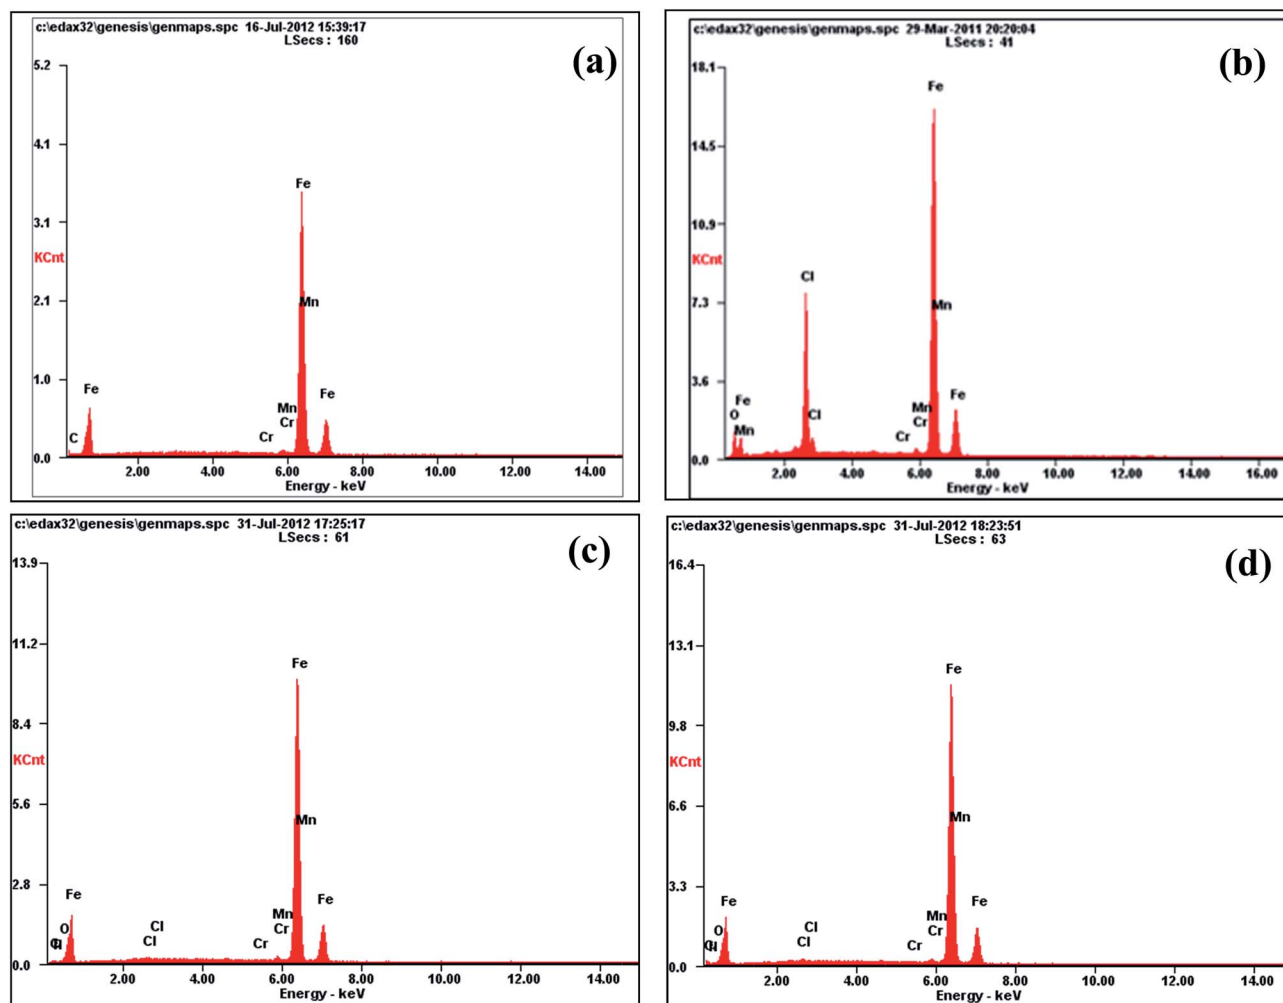 c:\edax32\genesis\genmaps.spc 16-Jul-2012 15:39:17
LSecs : 160
(a)
5.2
4.1
3.1
KCnt
2.1
1.0
0.0
Fe
Mn
Fe
Fe
C
Mn
Cr
Cr
2.00 4.00 6.00 8.00 10.00 12.00 14.00
Energy - keV
c:\edax32\genesis\genmaps.spc 29-Mar-2011 20:20:04
LSecs : 41
(b)
18.1
14.5
10.9
KCnt
7.3
3.6
0.0
Fe
Cl
Mn
Fe
Fe
O
Cl
Mn
Mn
Cr
Cr
2.00 4.00 6.00 8.00 10.00 12.00 14.00 16.00
Energy - keV
c:\edax32\genesis\genmaps.spc 31-Jul-2012 17:25:17
LSecs : 61
(c)
13.9
11.2
8.4
KCnt
5.6
2.8
0.0
Fe
Mn
Fe
Fe
O
Cl
Cl
Mn
Cr
Cr
2.00 4.00 6.00 8.00 10.00 12.00 14.00
Energy - keV
c:\edax32\genesis\genmaps.spc 31-Jul-2012 18:23:51
LSecs : 63
(d)
16.4
13.1
9.8
KCnt
6.6
3.3
0.0
Fe
Mn
Fe
Fe
O
Cl
Cl
Mn
Cr
Cr
2.00 4.00 6.00 8.00 10.00 12.00 14.00
Energy - keV